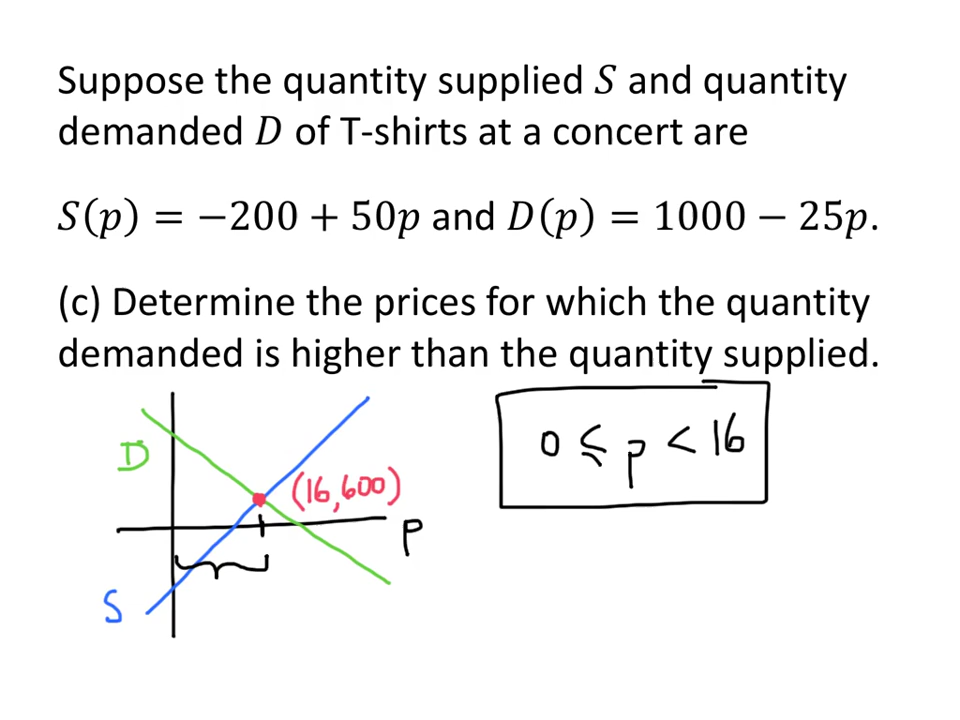 Suppose the quantity supplied S and quantity
demanded D of T-shirts at a concert are
S(p) = −200 + 50p and D(p) = 1000 − 25p.
(c) Determine the prices for which the quantity
demanded is higher than the quantity supplied.
0 ≤ p < 16
D
(16,600)
P
S